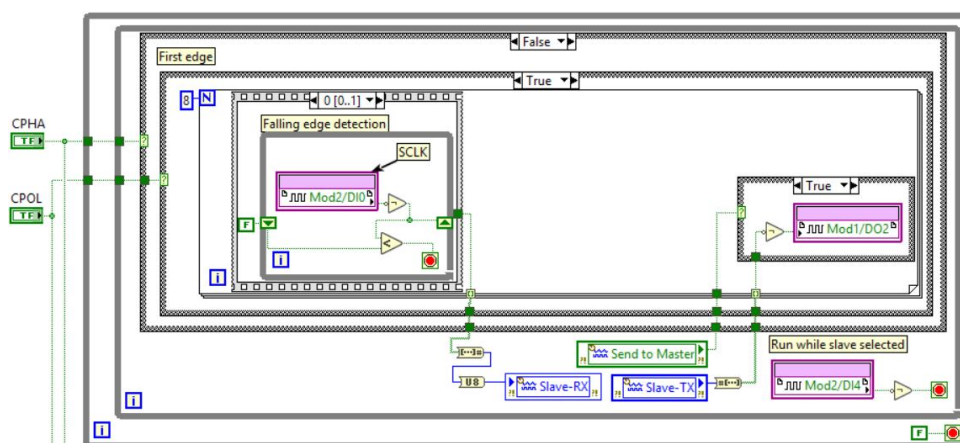 False
First edge
True
8 N
0 [0..1]
CPHA
Falling edge detection
TF
SCLK
?
?
True
CPOL
Mod2/DI0
?
TF
F
Mod1/DO2
<
i
i
Send to Master
Run while slave selected
U8
Slave-RX
Slave-TX
Mod2/DI4
i
i
F